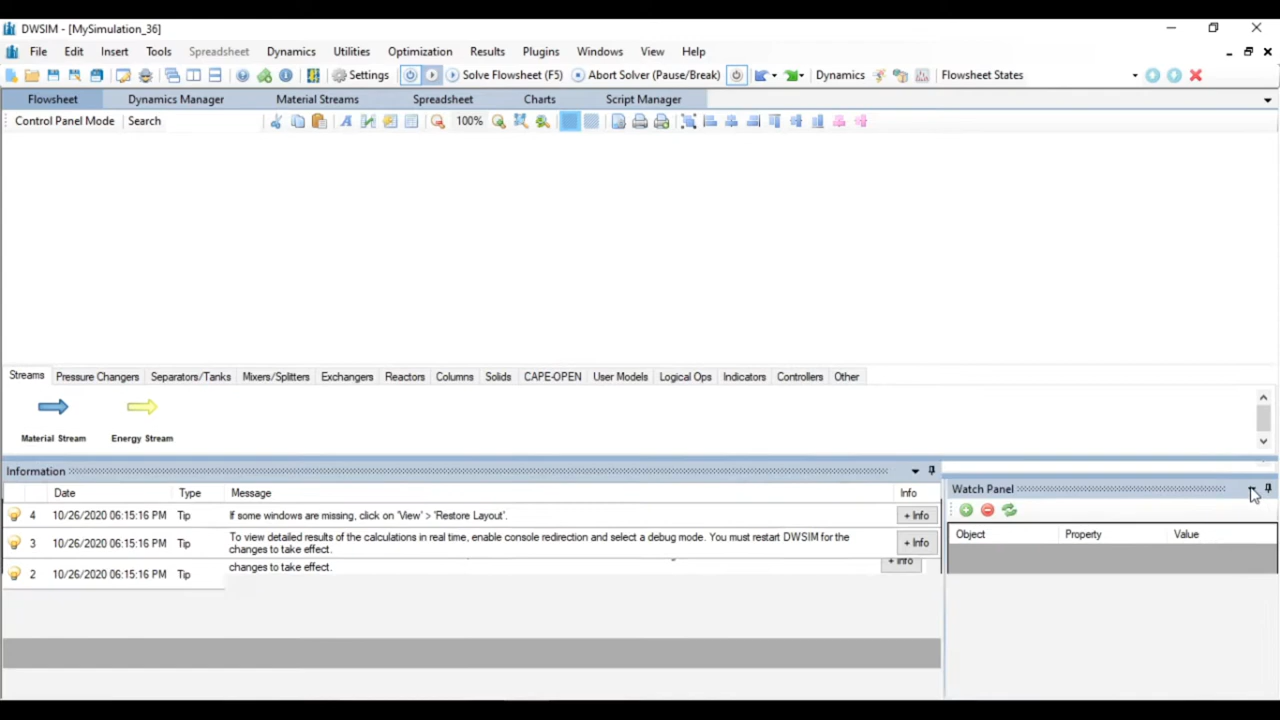 DWSIM - [MySimulation_36]
File Edit Insert Tools Spreadsheet Dynamics Utilities Optimization Results Plugins Windows View Help
Settings Solve Flowsheet (F5) Abort Solver (Pause/Break) Dynamics Flowsheet States
Flowsheet Dynamics Manager Material Streams Spreadsheet Charts Script Manager
Control Panel Mode Search 100%
Streams Pressure Changers Separators/Tanks Mixers/Splitters Exchangers Reactors Columns Solids CAPE-OPEN User Models Logical Ops Indicators Controllers Other
Material Stream Energy Stream
Information
Date Type Message Info
4 10/26/2020 06:15:16 PM Tip If some windows are missing, click on 'View' > 'Restore Layout'. + Info
3 10/26/2020 06:15:16 PM Tip To view detailed results of the calculations in real time, enable console redirection and select a debug mode. You must restart DWSIM for the
changes to take effect. + Info
2 10/26/2020 06:15:16 PM Tip changes to take effect. + Info
Watch Panel
Object Property Value